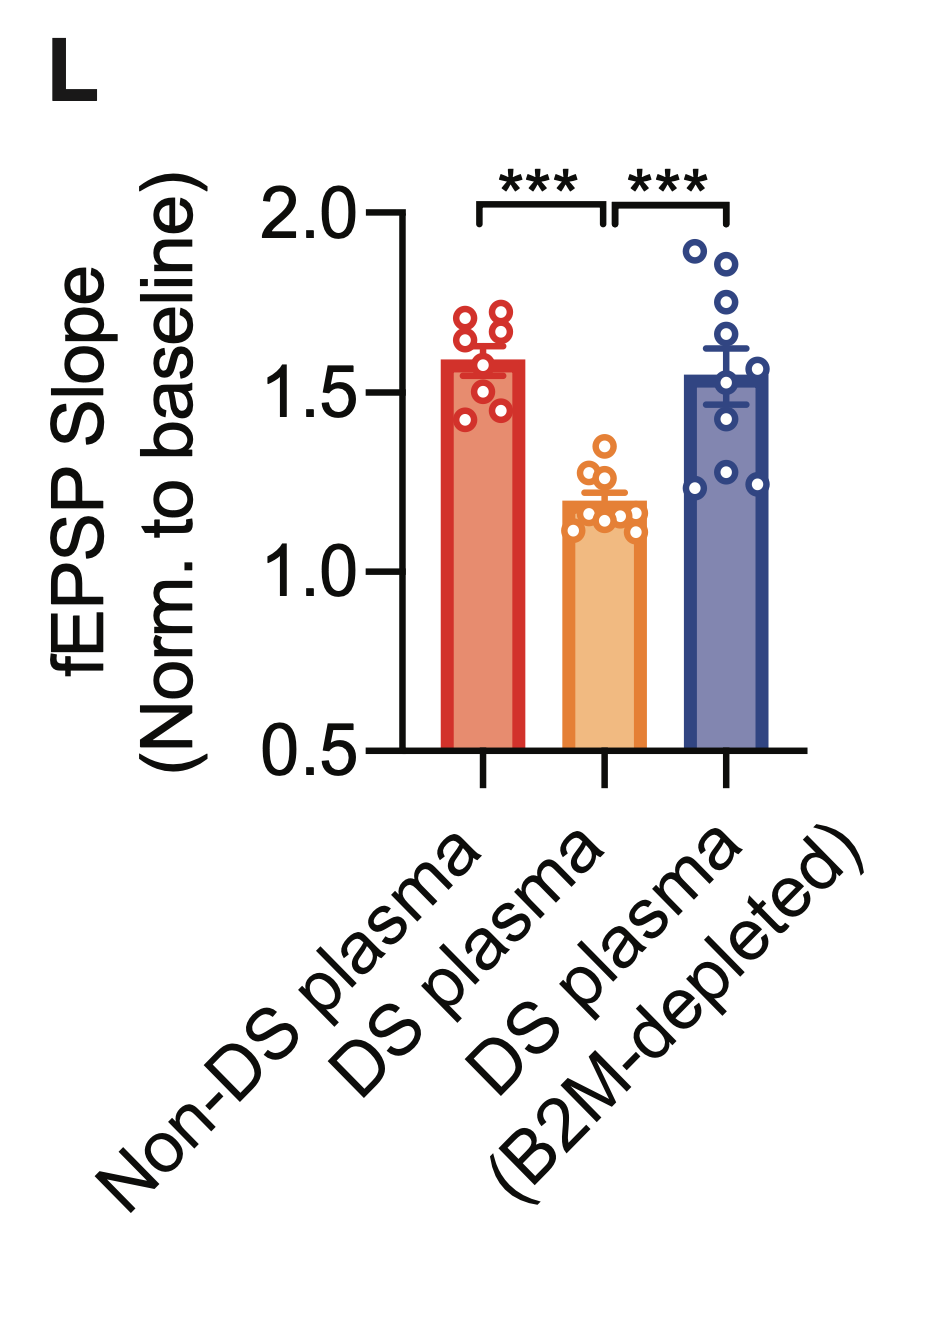 L
fEPSP Slope
(Norm. to baseline)
2.0
1.5
1.0
0.5
*** ***
Non-DS plasma
DS plasma
DS plasma
(B2M-depleted)